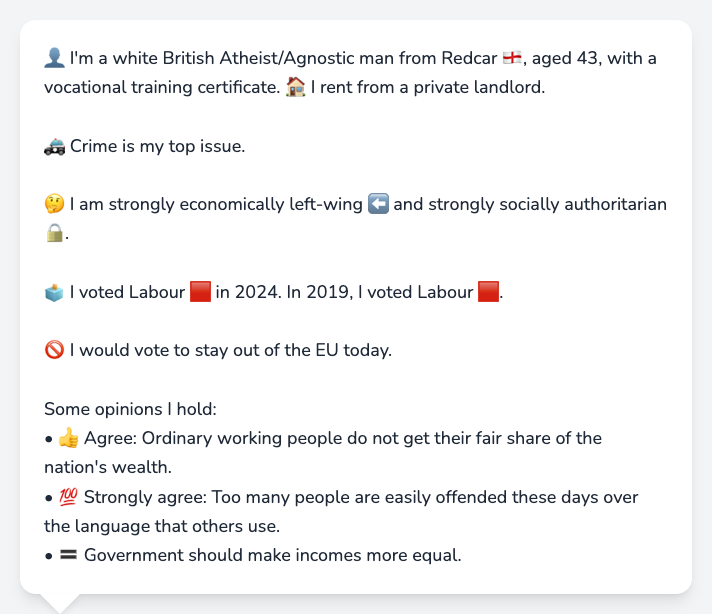 👤 I'm a white British Atheist/Agnostic man from Redcar 🏴󠁧󠁢󠁥󠁮󠁧󠁿, aged 43, with a
vocational training certificate. 🏠 I rent from a private landlord.
🚓 Crime is my top issue.
🤔 I am strongly economically left-wing ⬅️ and strongly socially authoritarian
🔒.
🗳️ I voted Labour 🟥 in 2024. In 2019, I voted Labour 🟥.
🚫 I would vote to stay out of the EU today.
Some opinions I hold:
• 👍 Agree: Ordinary working people do not get their fair share of the
nation's wealth.
• 💯 Strongly agree: Too many people are easily offended these days over
the language that others use.
• 🟰 Government should make incomes more equal.